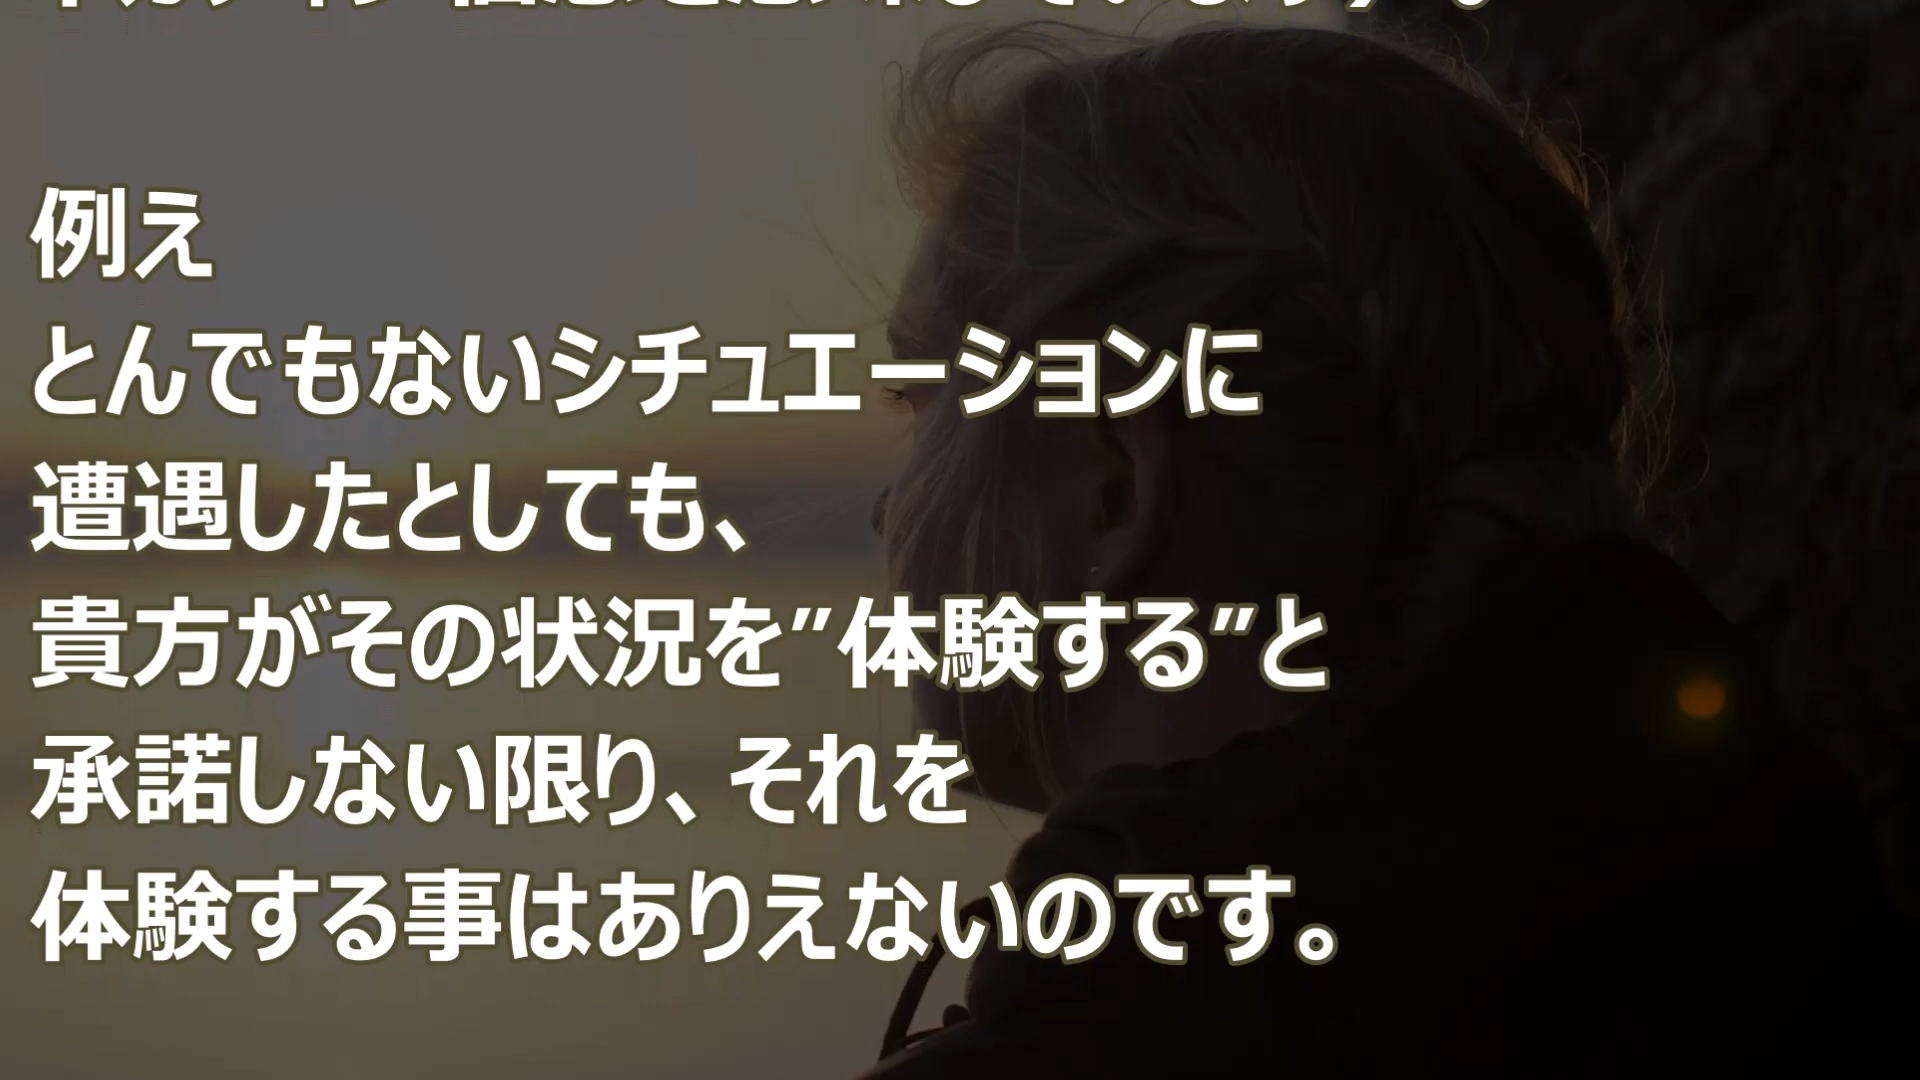 例え
とんでもないシチュエーションに
遭遇したとしても、
貴方がその状況を”体験する”と
承諾しない限り、それを
体験する事はありえないのです。